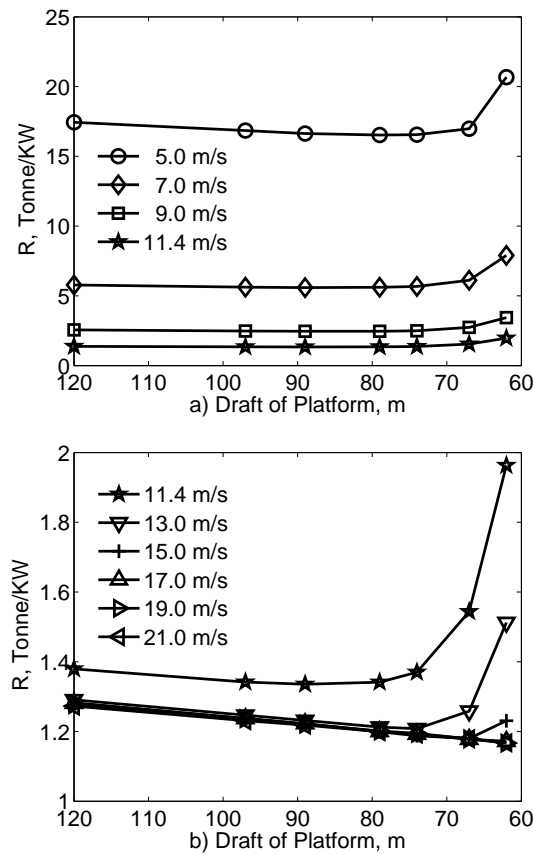 25
20
15
10
5
0
R, Tonne/KW
5.0 m/s
7.0 m/s
9.0 m/s
11.4 m/s
120 110 100 90 80 70 60
a) Draft of Platform, m
2
1.8
1.6
1.4
1.2
1
R, Tonne/KW
11.4 m/s
13.0 m/s
15.0 m/s
17.0 m/s
19.0 m/s
21.0 m/s
120 110 100 90 80 70 60
b) Draft of Platform, m